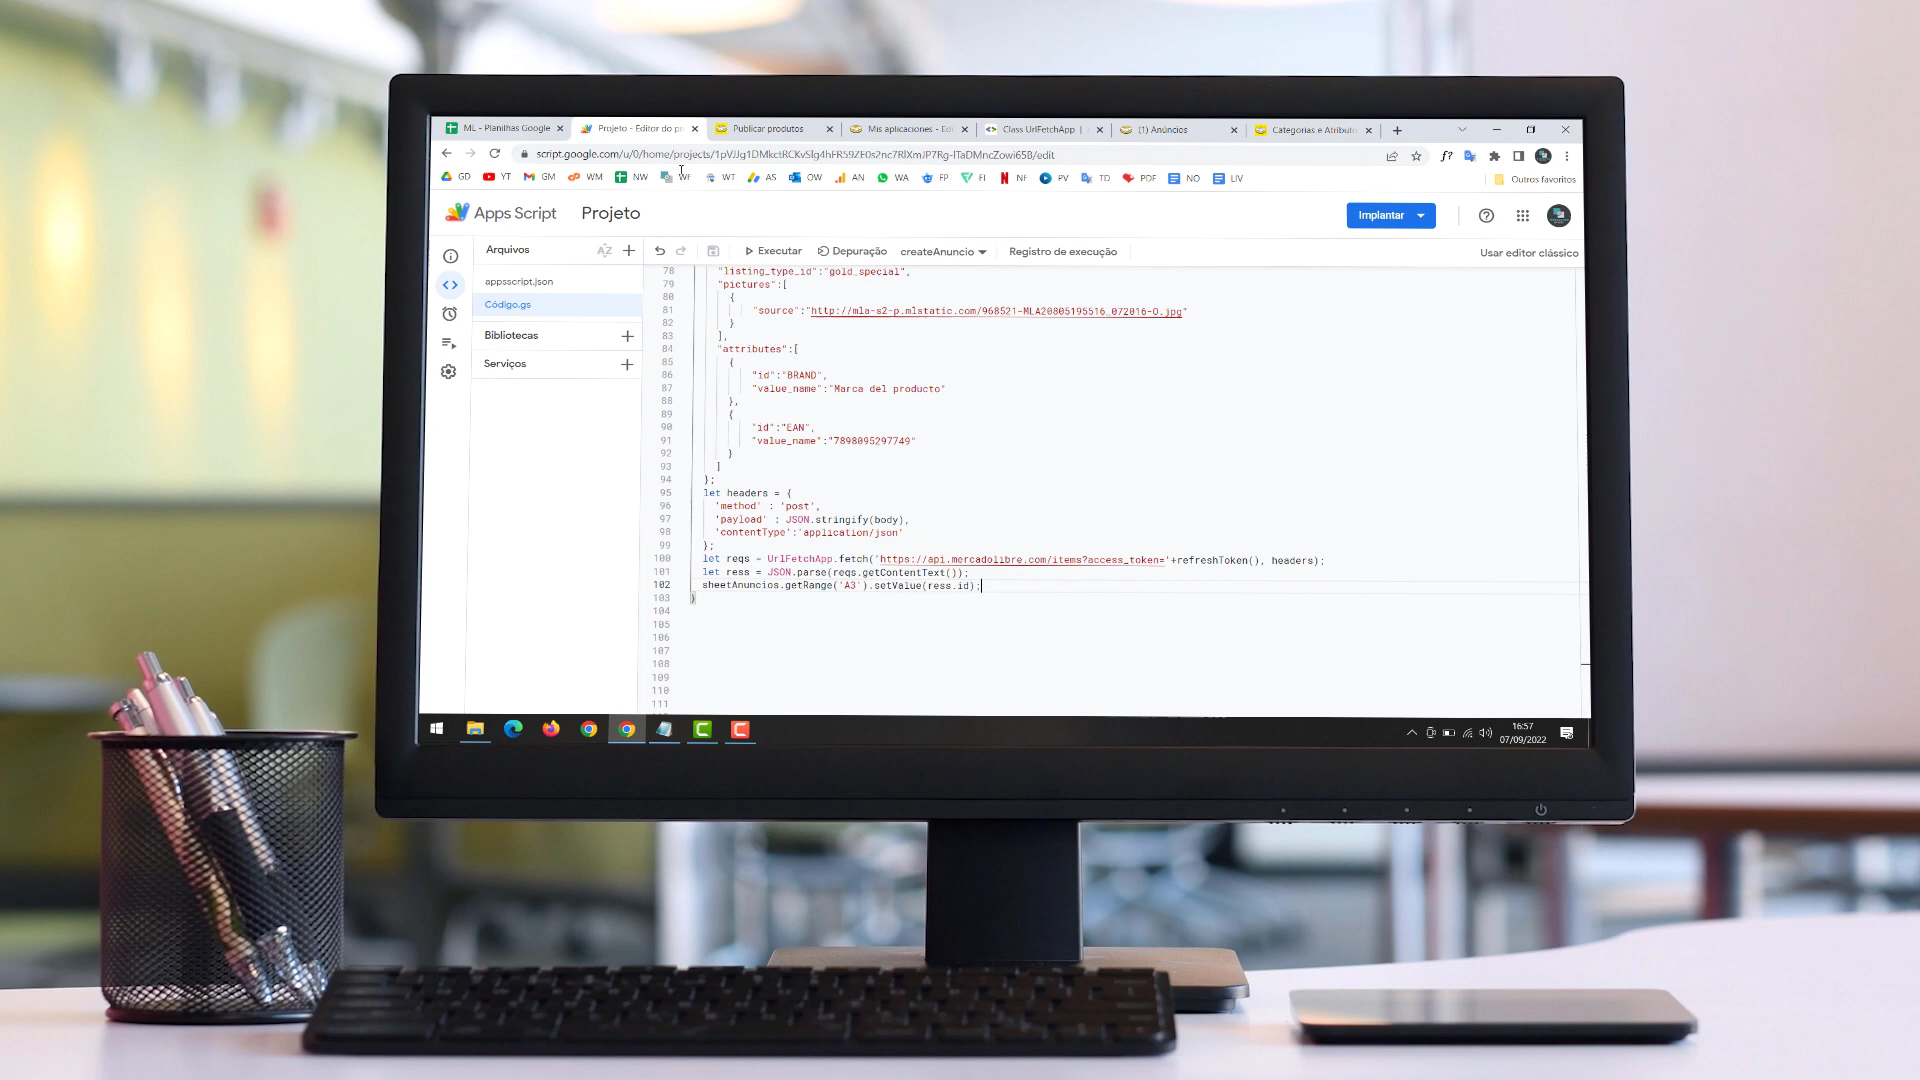 ML - Planilhas Google
Projeto - Editor do pr
Publicar produtos
Mis aplicaciones - Ed
Class UrlFetchApp |
(1) Anúncios
Categorias e Atributo
script.google.com/u/0/home/projects/1pVJJg1DMkctRCKvSlg4hFR59ZE0s2nc7RlXmJP7Rg-lTaDMncZowi65B/edit
f?
GD
YT
GM
WM
NW
WF
WT
AS
OW
AN
WA
FP
FI
NF
PV
TD
PDF
NO
LIV
Outros favoritos
Apps Script
Projeto
Implantar
Arquivos
AZ
Executar
Depuração
createAnuncio
Registro de execução
Usar editor clássico
appsscript.json
Código.gs
Bibliotecas
Serviços
78 "listing_type_id":"gold_special",
79 "pictures":[
80 {
81 "source":"http://mla-s2-p.mlstatic.com/968521-MLA20805195516_072016-O.jpg"
82 }
83 ],
84 "attributes":[
85 {
86 "id":"BRAND",
87 "value_name":"Marca del producto"
88 },
89 {
90 "id":"EAN",
91 "value_name":"7898095297749"
92 }
93 ]
94 };
95 let headers = {
96 'method' : 'post',
97 'payload' : JSON.stringify(body),
98 'contentType':'application/json'
99 };
100 let reqs = UrlFetchApp.fetch('https://api.mercadolibre.com/items?access_token='+refreshToken(), headers);
101 let ress = JSON.parse(reqs.getContentText());
102 sheetAnuncios.getRange('A3').setValue(ress.id);
103 }
104
105
106
107
108
109
110
16:57
07/09/2022